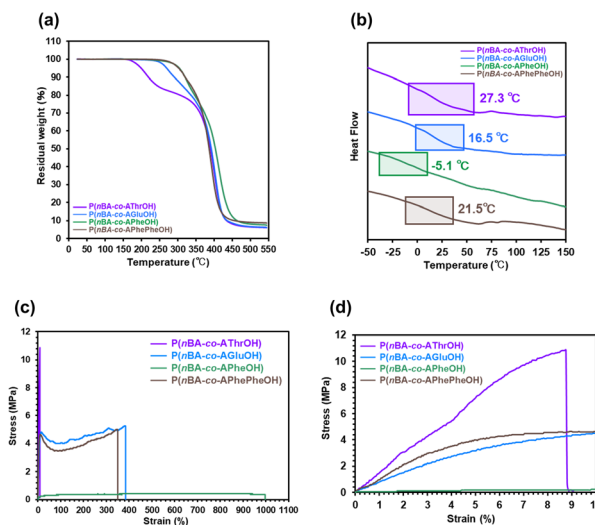 (a)
Residual weight (%)
100
90
80
70
60
50
40
30
20
10
0
P(nBA-co-AThrOH)
P(nBA-co-AGluOH)
P(nBA-co-APheOH)
P(nBA-co-APhePheOH)
0 50 100 150 200 250 300 350 400 450 500 550
Temperature (℃)
(b)
Heat Flow
P(nBA-co-AThrOH)
P(nBA-co-AGluOH)
P(nBA-co-APheOH)
P(nBA-co-APhePheOH)
27.3 ℃
16.5 ℃
-5.1 ℃
21.5℃
-50 -25 0 25 50 75 100 125 150
Temperature (℃)
(c)
Stress (MPa)
12
10
8
6
4
2
0
P(nBA-co-AThrOH)
P(nBA-co-AGluOH)
P(nBA-co-APheOH)
P(nBA-co-APhePheOH)
0 100 200 300 400 500 600 700 800 900 1000 1100
Strain (%)
(d)
Stress (MPa)
12
10
8
6
4
2
0
P(nBA-co-AThrOH)
P(nBA-co-AGluOH)
P(nBA-co-APheOH)
P(nBA-co-APhePheOH)
0 1 2 3 4 5 6 7 8 9 10
Strain (%)